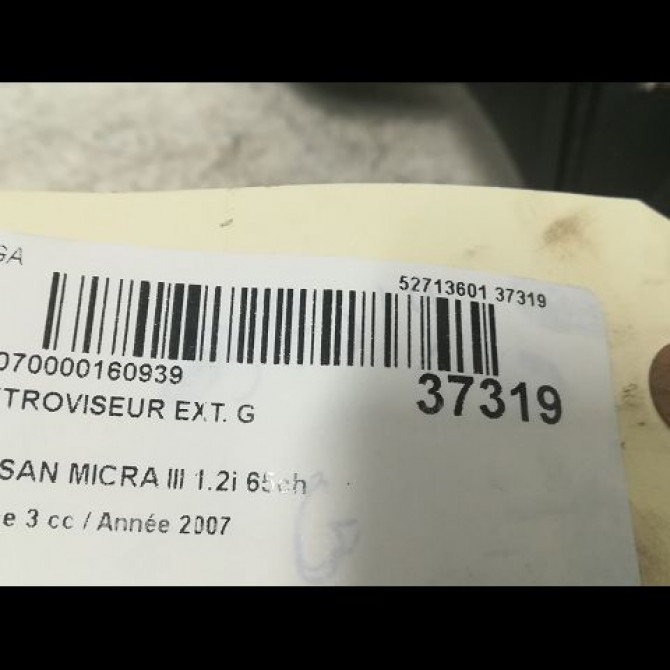 GA
52713601 37319
070000160939
37319
TROVISEUR EXT. G
SAN MICRA III 1.2i 65ch
e 3 cc / Année 2007
G